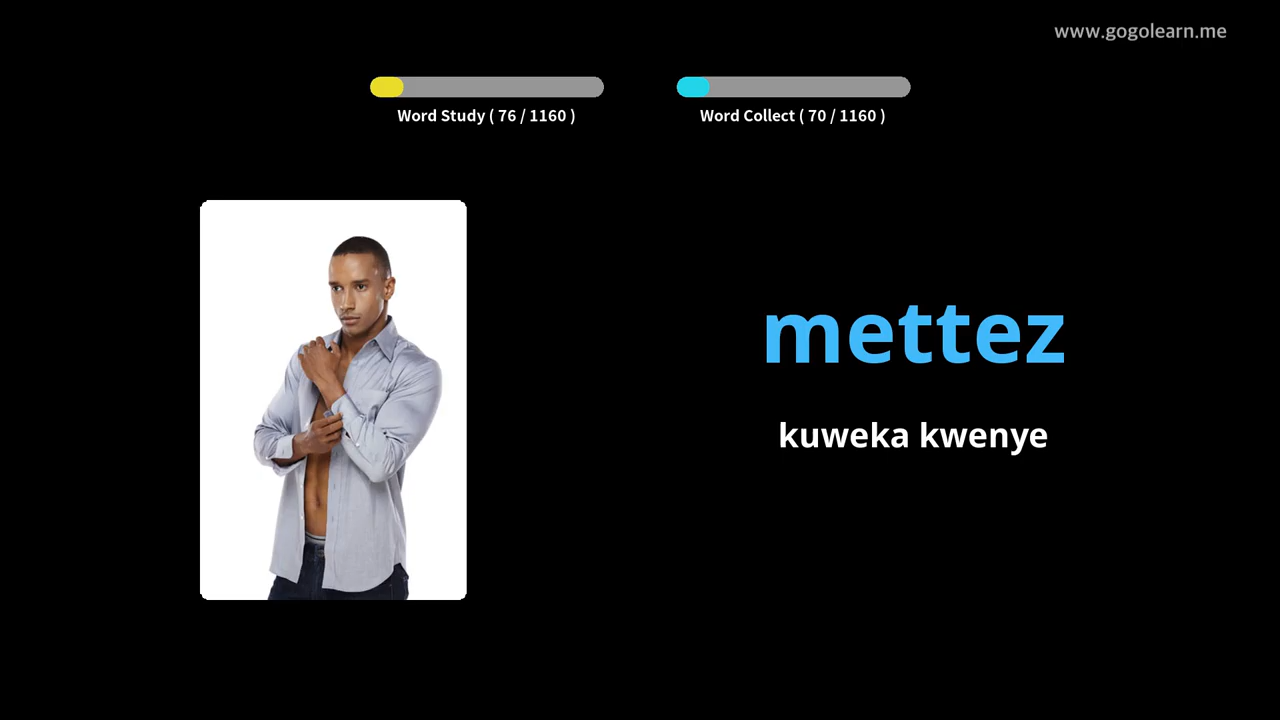 www.gogolearn.me
Word Study ( 76 / 1160 )
Word Collect ( 70 / 1160 )
mettez
kuweka kwenye